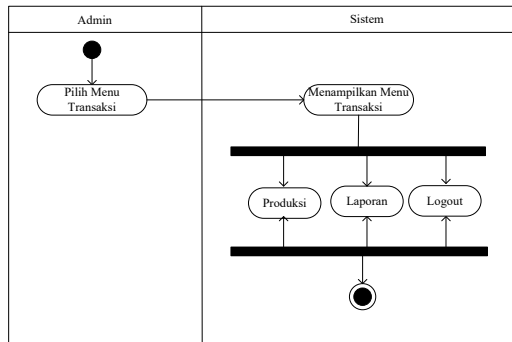 Admin
Sistem
Pilih Menu
Transaksi
Menampilkan Menu
Transaksi
Produksi
Laporan
Logout